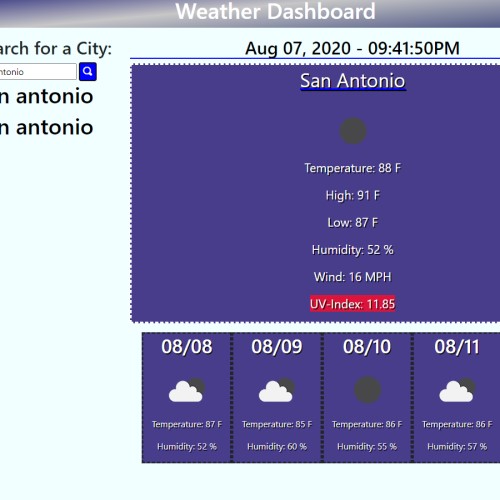 Weather Dashboard
arch for a City:
ntonio
n antonio
n antonio
Aug 07, 2020 - 09:41:50PM
San Antonio
Temperature: 88 F
High: 91 F
Low: 87 F
Humidity: 52 %
Wind: 16 MPH
UV-Index: 11.85
08/08
Temperature: 87 F
Humidity: 52 %
08/09
Temperature: 85 F
Humidity: 60 %
08/10
Temperature: 86 F
Humidity: 55 %
08/11
Temperature: 86 F
Humidity: 57 %